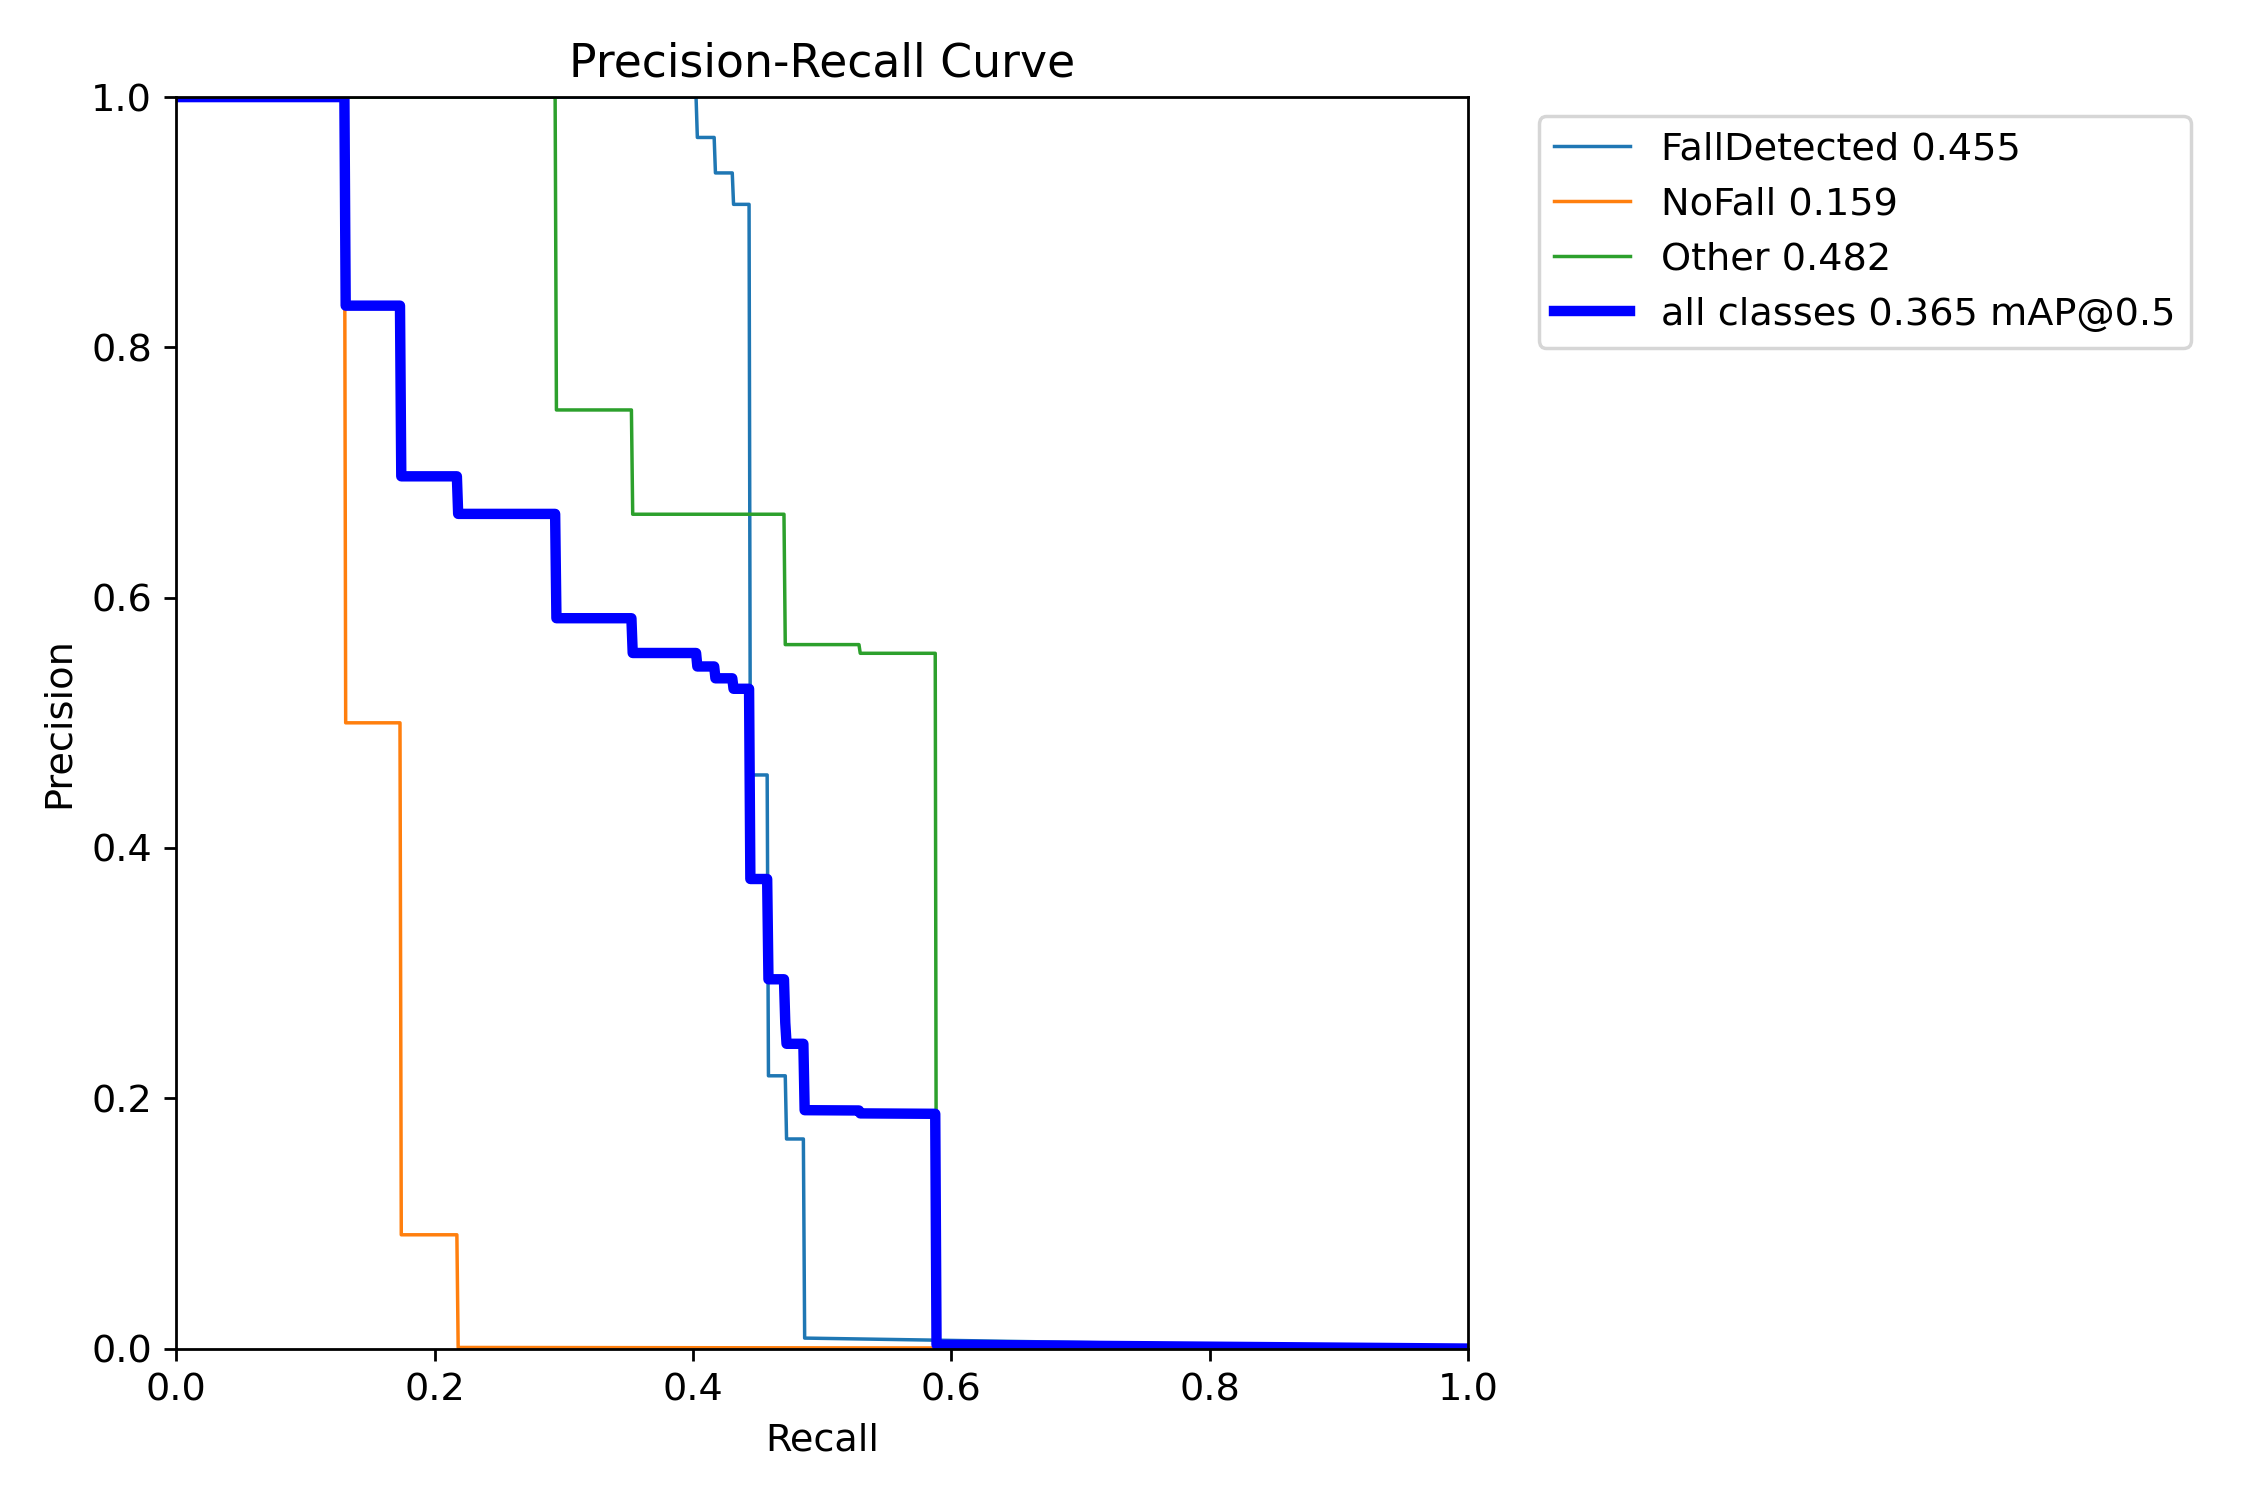 Precision-Recall Curve
1.0
0.8
0.6
0.4
0.2
0.0
Precision
0.0 0.2 0.4 0.6 0.8 1.0
Recall
FallDetected 0.455
NoFall 0.159
Other 0.482
all classes 0.365 mAP@0.5